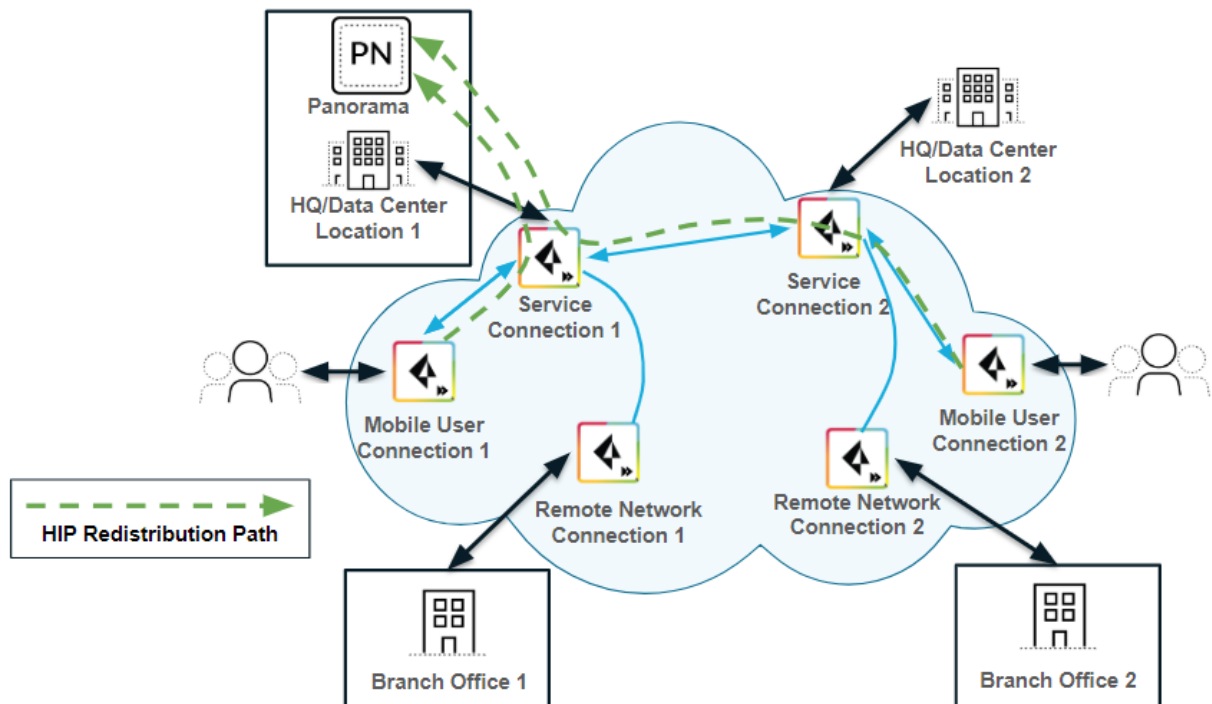 PN
Panorama
HQ/Data Center
Location 1
HQ/Data Center
Location 2
Service
Connection 1
Service
Connection 2
Mobile User
Connection 1
Mobile User
Connection 2
HIP Redistribution Path
Remote Network
Connection 1
Remote Network
Connection 2
Branch Office 1
Branch Office 2